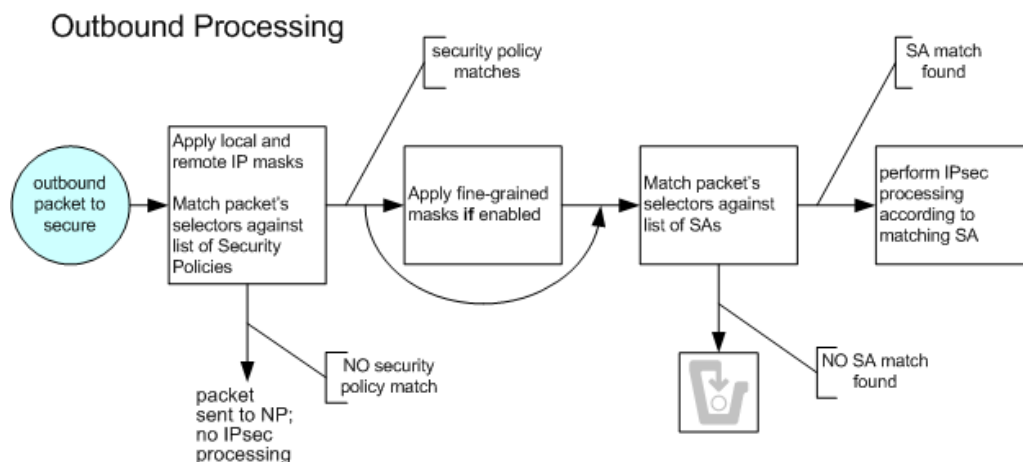 Outbound Processing
security policy
matches
SA match
found
outbound
packet to
secure
Apply local and
remote IP masks
Match packet's
selectors against
list of Security
Policies
Apply fine-grained
masks if enabled
Match packet's
selectors against
list of SAs
perform IPsec
processing
according to
matching SA
NO security
policy match
packet
sent to NP;
no IPsec
processing
NO SA match
found